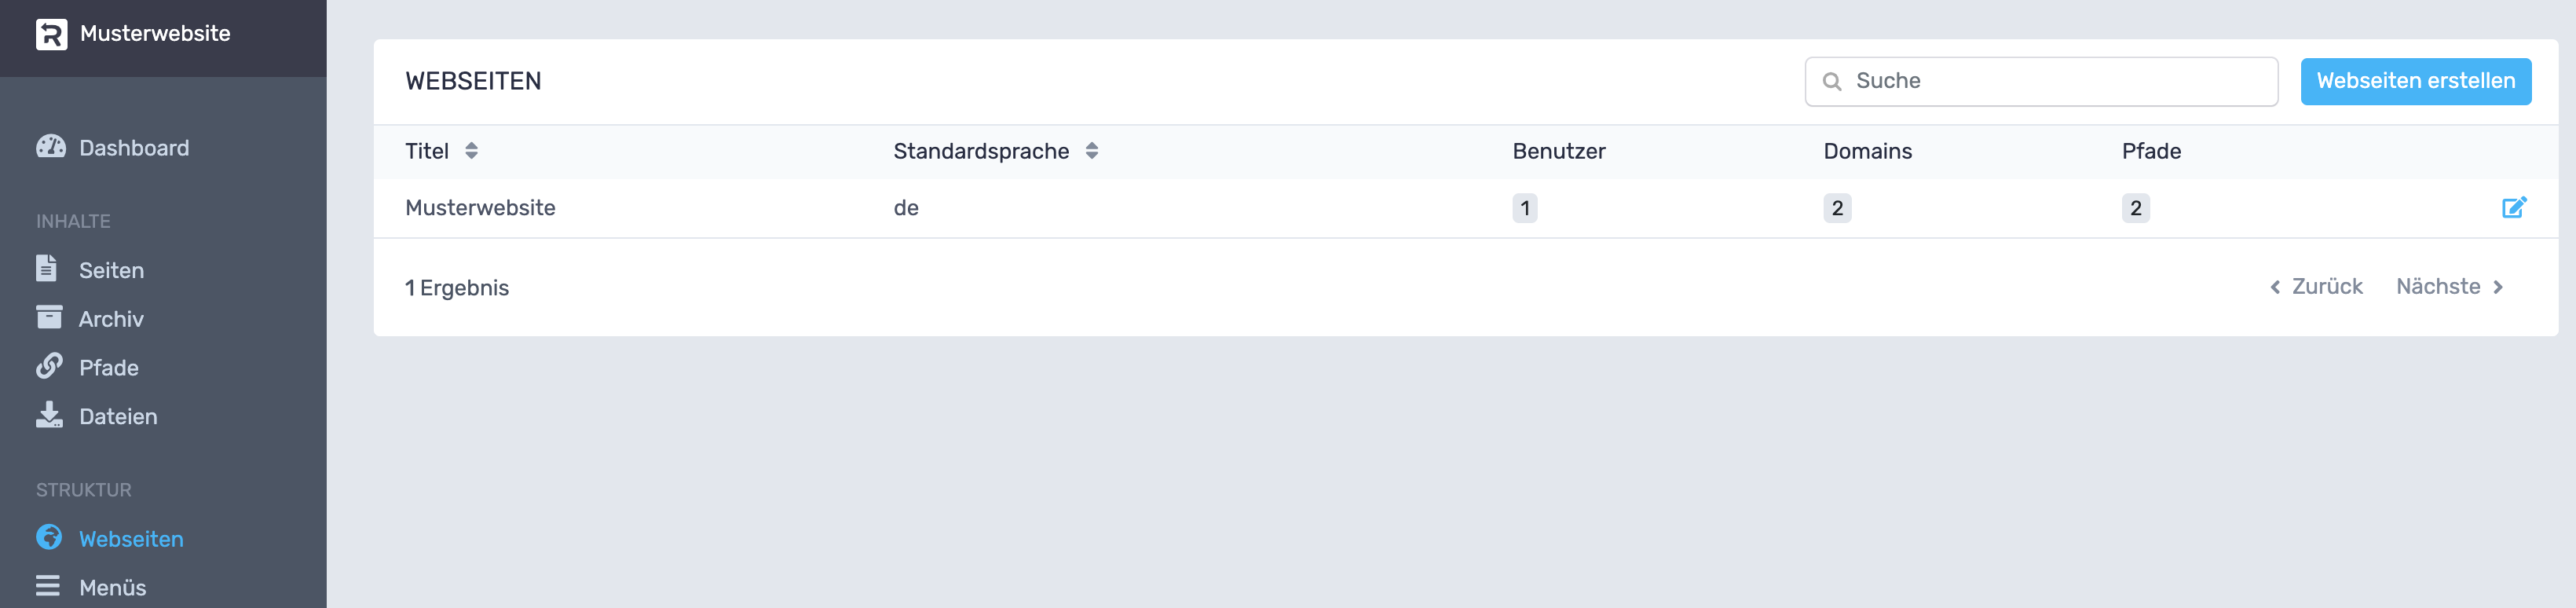 Musterwebsite
Dashboard
INHALTE
Seiten
Archiv
Pfade
Dateien
STRUKTUR
Webseiten
Menüs
WEBSEITEN
Suche
Webseiten erstellen
Titel Standardsprache Benutzer Domains Pfade
Musterwebsite de 1 2 2
1 Ergebnis
Zurück Nächste